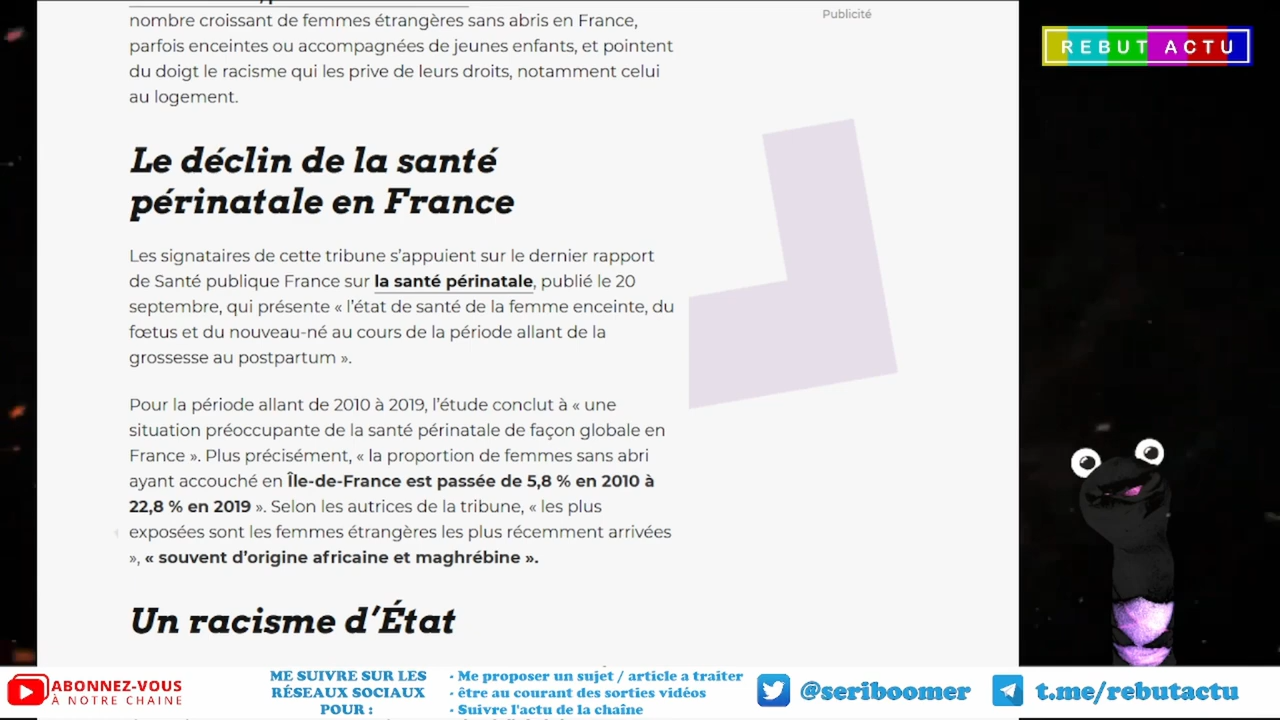 nombre croissant de femmes étrangères sans abris en France,
parfois enceintes ou accompagnées de jeunes enfants, et pointent
du doigt le racisme qui les prive de leurs droits, notamment celui
au logement.
Publicité
REBUT ACTU
Le déclin de la santé
périnatale en France
Les signataires de cette tribune s'appuient sur le dernier rapport
de Santé publique France sur la santé périnatale, publié le 20
septembre, qui présente « l'état de santé de la femme enceinte, du
fœtus et du nouveau-né au cours de la période allant de la
grossesse au postpartum ».
Pour la période allant de 2010 à 2019, l'étude conclut à « une
situation préoccupante de la santé périnatale de façon globale en
France ». Plus précisément, « la proportion de femmes sans abri
ayant accouché en Île-de-France est passée de 5,8 % en 2010 à
22,8 % en 2019 ». Selon les autrices de la tribune, « les plus
exposées sont les femmes étrangères les plus récemment arrivées
», « souvent d'origine africaine et maghrébine ».
Un racisme d'État
ABONNEZ-VOUS
À NOTRE CHAINE
ME SUIVRE SUR LES
RÉSEAUX SOCIAUX
POUR :
· Me proposer un sujet / article a traiter
· être au courant des sorties vidéos
· Suivre l'actu de la chaîne
@seriboomer
t.me/rebutactu